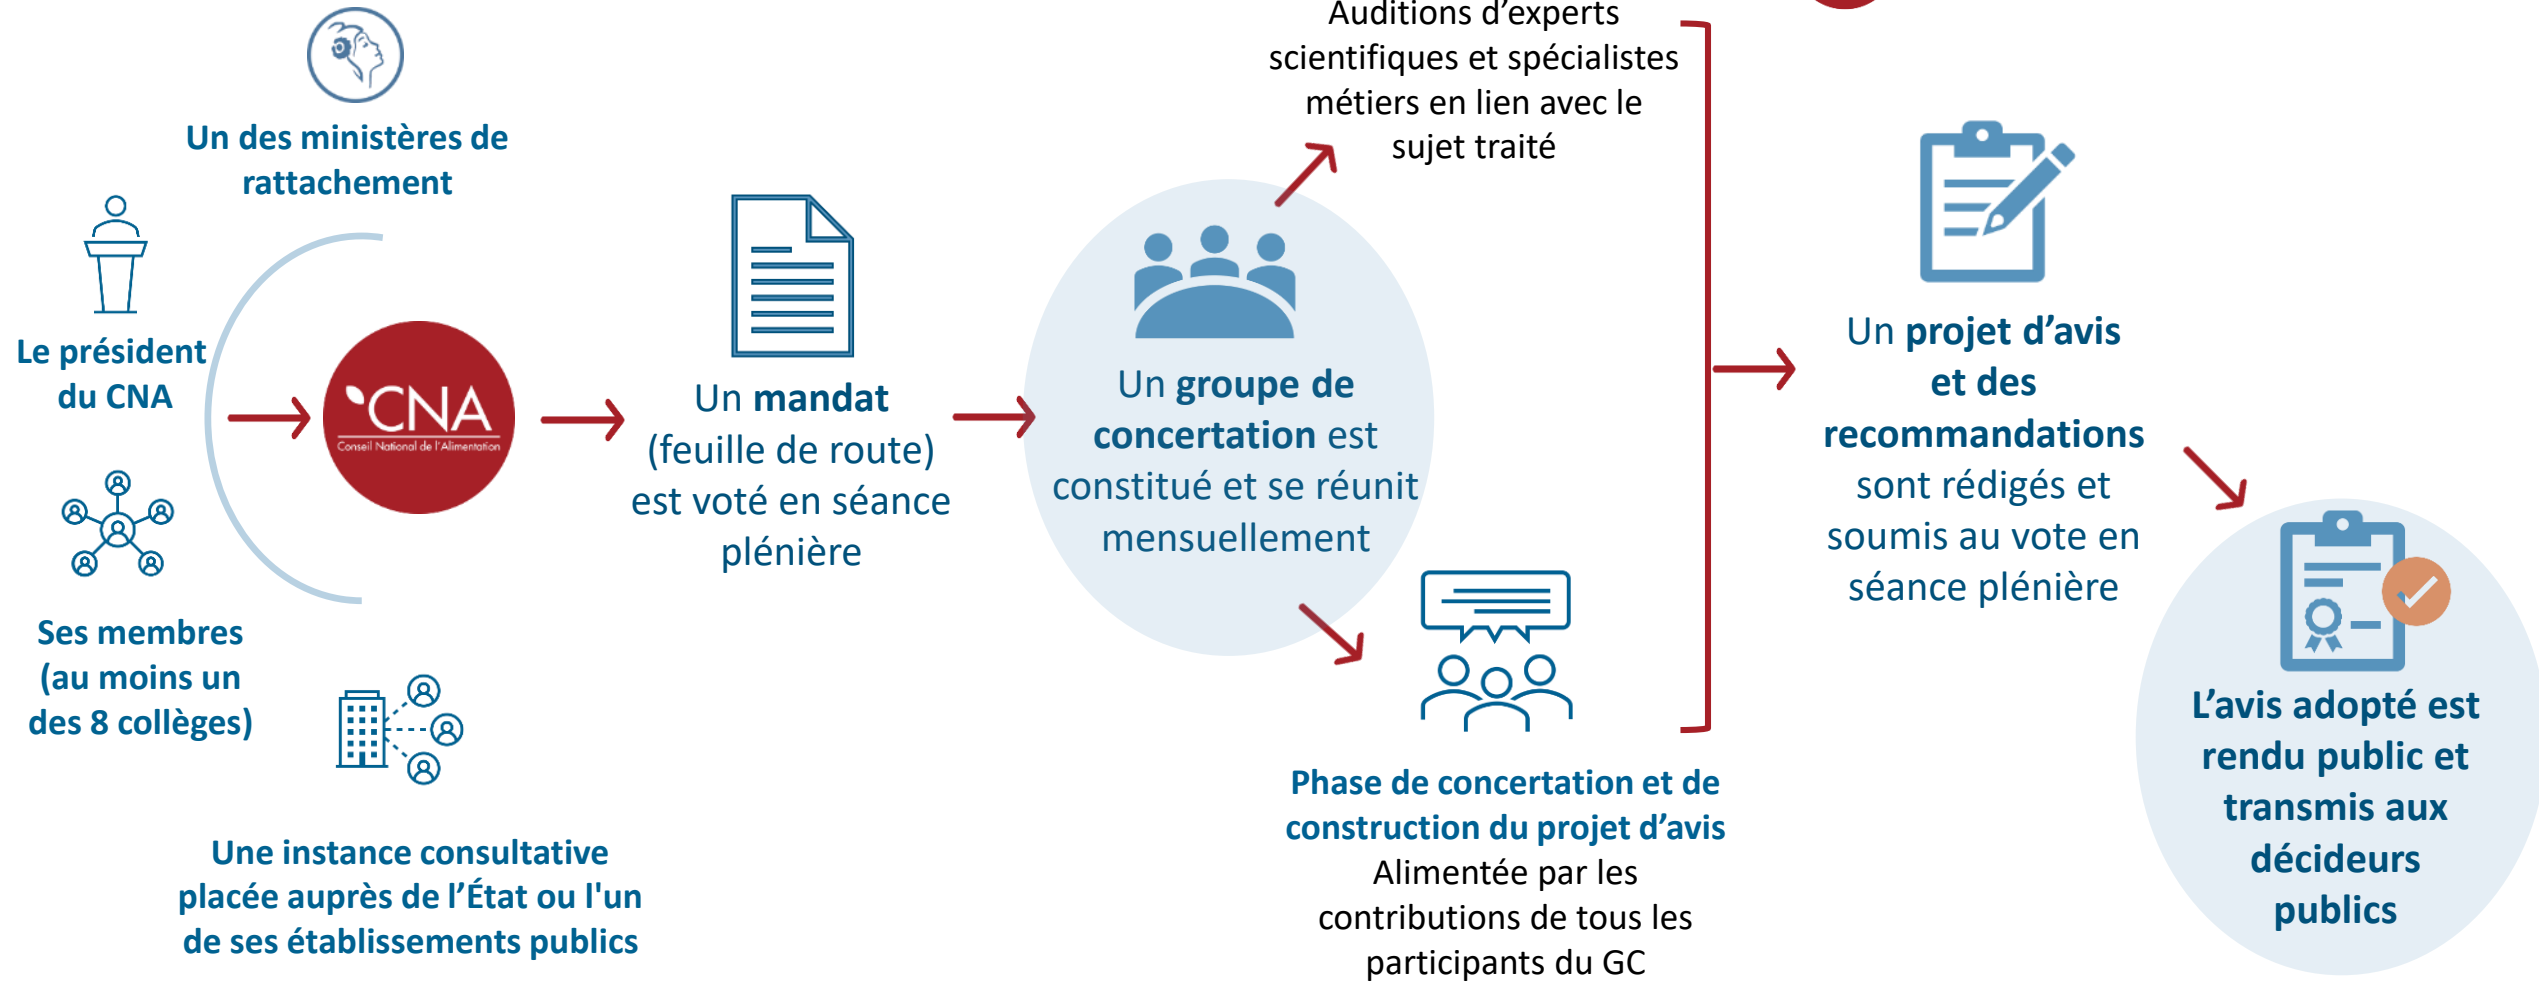 Un des ministères de
rattachement
Le président
du CNA
Ses membres
(au moins un
des 8 collèges)
Une instance consultative
placée auprès de l’État ou l'un
de ses établissements publics
CNA
Conseil National de l'Alimentation
Un mandat
(feuille de route)
est voté en séance
plénière
Un groupe de
concertation est
constitué et se réunit
mensuellement
Auditions d’experts
scientifiques et spécialistes
métiers en lien avec le
sujet traité
Phase de concertation et de
construction du projet d’avis
Alimentée par les
contributions de tous les
participants du GC
Un projet d’avis
et des
recommandations
sont rédigés et
soumis au vote en
séance plénière
L’avis adopté est
rendu public et
transmis aux
décideurs
publics